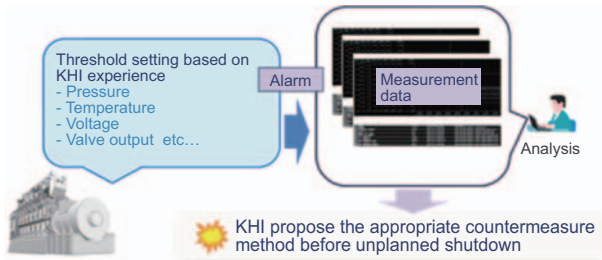 Threshold setting based on
KHI experience
- Pressure
- Temperature
- Voltage
- Valve output etc…
Alarm
Measurement
data
Analysis
KHI propose the appropriate countermeasure
method before unplanned shutdown